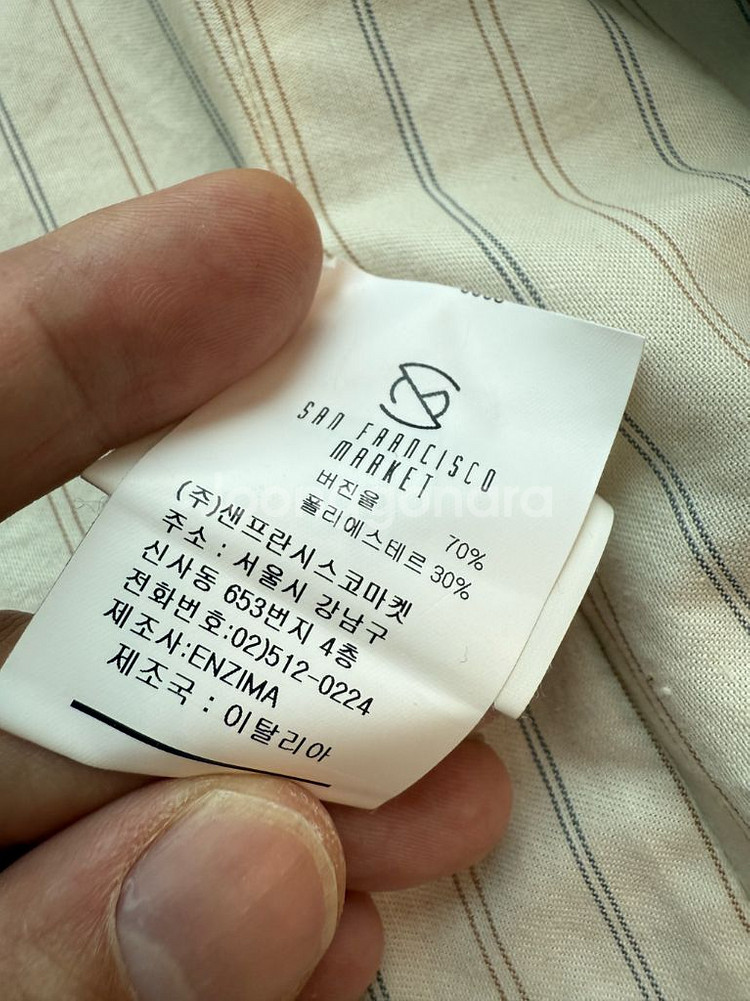 SAN FRANCISCO
MARKET
버진울 70%
폴리에스테르 30%
(주)샌프란시스코마켓
주소 : 서울시 강남구
신사동 653번지 4층
전화번호:02)512-0224
제조사:ENZIMA
제조국 : 이탈리아